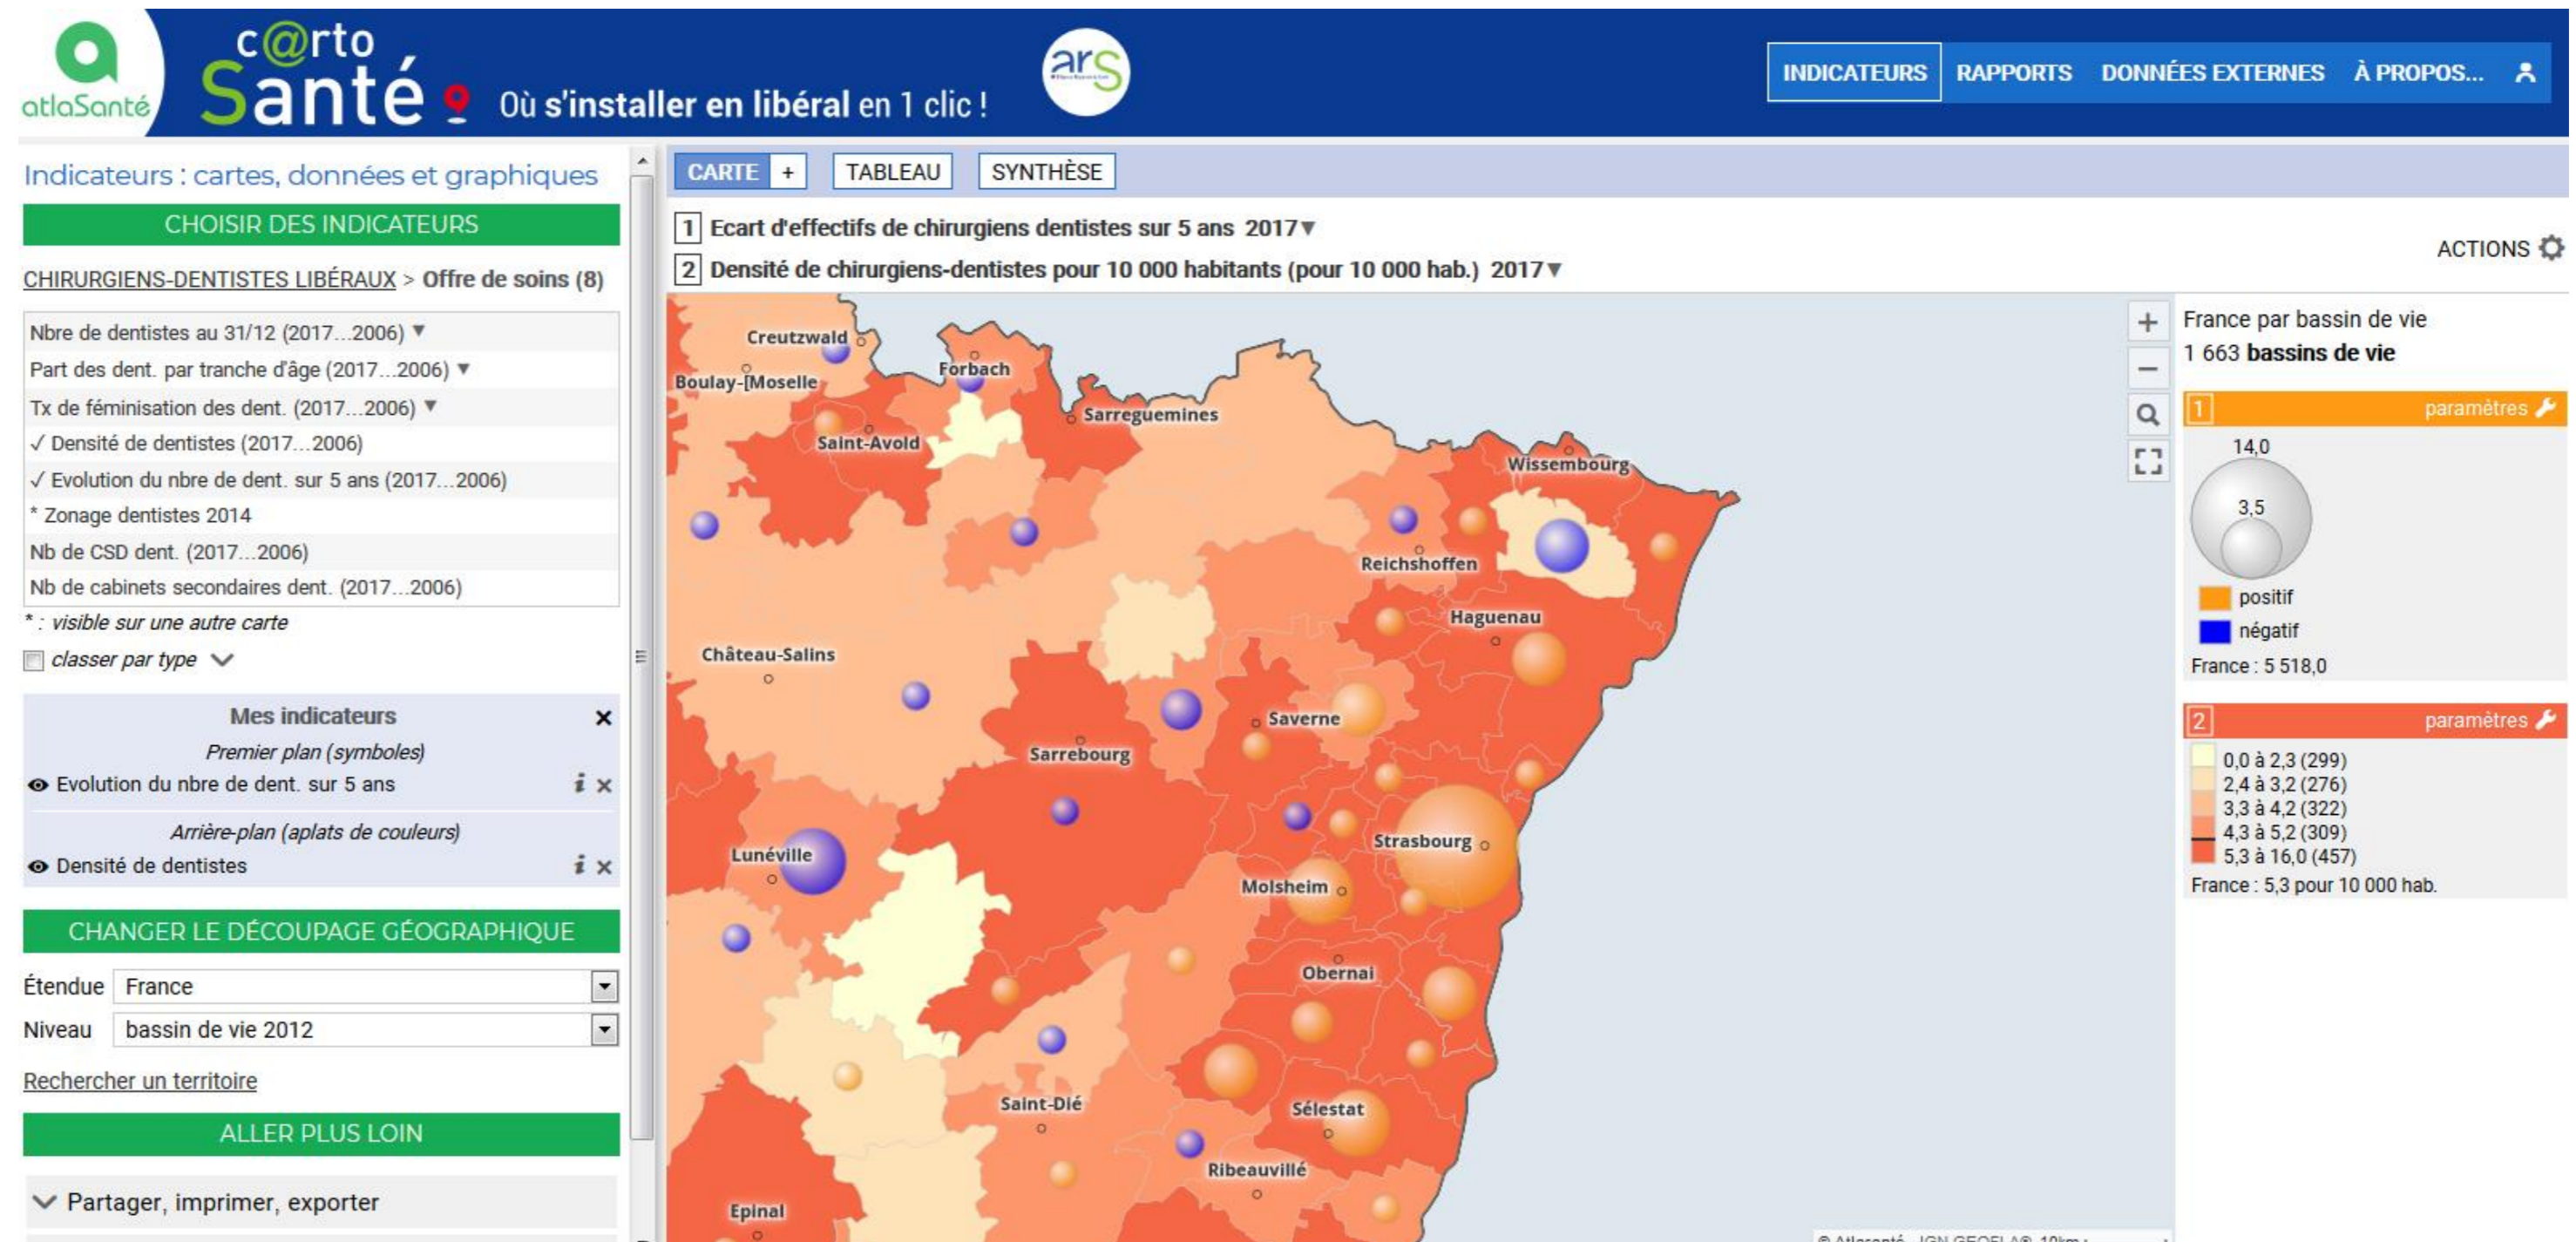 atlaSanté
c@rto
Santé
Où s'installer en libéral en 1 clic !
ars
INDICATEURS
RAPPORTS
DONNÉES EXTERNES
À PROPOS...
Indicateurs : cartes, données et graphiques
CHOISIR DES INDICATEURS
CHIRURGIENS-DENTISTES LIBÉRAUX > Offre de soins (8)
Nbre de dentistes au 31/12 (2017...2006) ▼
Part des dent. par tranche d'âge (2017...2006) ▼
Tx de féminisation des dent. (2017...2006) ▼
✓ Densité de dentistes (2017...2006)
✓ Evolution du nbre de dent. sur 5 ans (2017...2006)
* Zonage dentistes 2014
Nb de CSD dent. (2017...2006)
Nb de cabinets secondaires dent. (2017...2006)
* : visible sur une autre carte
classer par type
Mes indicateurs
Premier plan (symboles)
Evolution du nbre de dent. sur 5 ans
Arrière-plan (aplats de couleurs)
Densité de dentistes
CHANGER LE DÉCOUPAGE GÉOGRAPHIQUE
Étendue France
Niveau bassin de vie 2012
Rechercher un territoire
ALLER PLUS LOIN
Partager, imprimer, exporter
CARTE +
TABLEAU
SYNTHÈSE
1 Ecart d'effectifs de chirurgiens dentistes sur 5 ans 2017▼
2 Densité de chirurgiens-dentistes pour 10 000 habitants (pour 10 000 hab.) 2017▼
ACTIONS
Creutzwald
Forbach
Boulay-[Moselle
Sarreguemines
Saint-Avold
Wissembourg
Reichshoffen
Haguenau
Château-Salins
Saverne
Sarrebourg
Strasbourg
Lunéville
Molsheim
Obernai
Saint-Dié
Sélestat
Ribeauvillé
Epinal
© Atlasanté - IGN GEOFLA® 10km
France par bassin de vie
1 663 bassins de vie
1 paramètres
14,0
3,5
positif
négatif
France : 5 518,0
2 paramètres
0,0 à 2,3 (299)
2,4 à 3,2 (276)
3,3 à 4,2 (322)
4,3 à 5,2 (309)
5,3 à 16,0 (457)
France : 5,3 pour 10 000 hab.